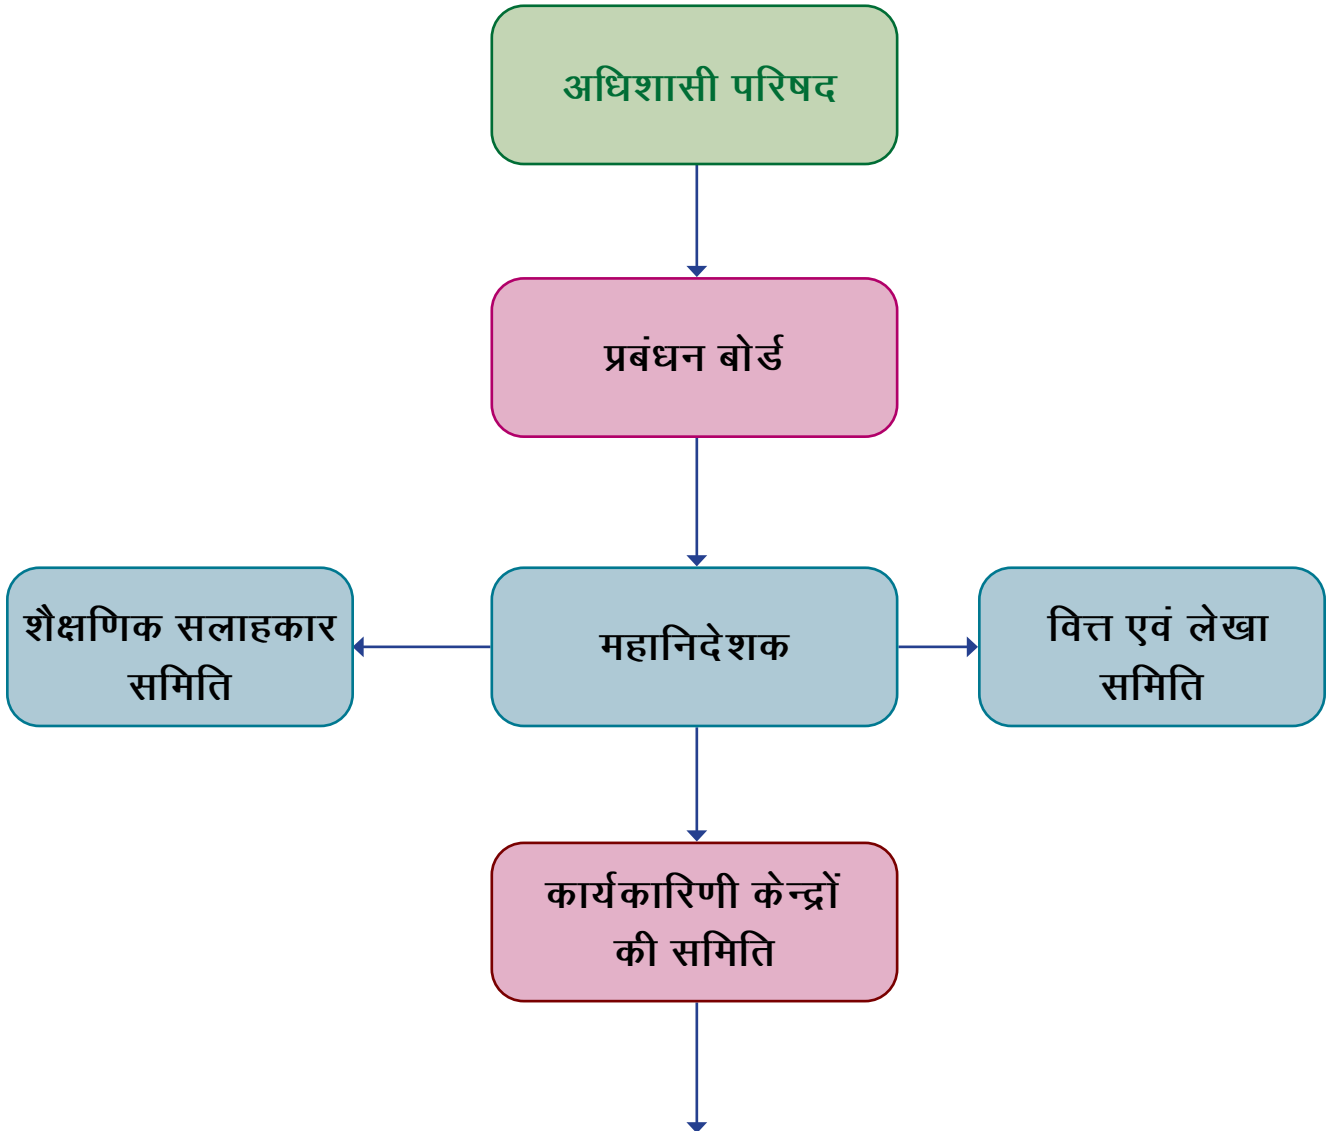 अधिशासी परिषद
प्रबंधन बोर्ड
शैक्षणिक सलाहकार
समिति
महानिदेशक
वित्त एवं लेखा
समिति
कार्यकारिणी केन्द्रों
की समिति